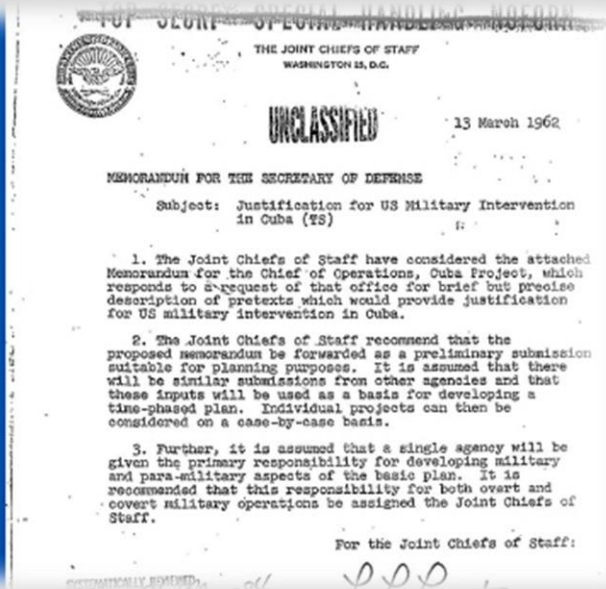 TOP SECRET SPECIAL HANDLING NOFORN
THE JOINT CHIEFS OF STAFF
WASHINGTON 25, D.C.
UNCLASSIFIED
13 March 1962
MEMORANDUM FOR THE SECRETARY OF DEFENSE
Subject: Justification for US Military Intervention
in Cuba (TS)
1. The Joint Chiefs of Staff have considered the attached
Memorandum for the Chief of Operations, Cuba Project, which
responds to a request of that office for brief but precise
description of pretexts which would provide justification
for US military intervention in Cuba.
2. The Joint Chiefs of Staff recommend that the
proposed memorandum be forwarded as a preliminary submission
suitable for planning purposes. It is assumed that there
will be similar submissions from other agencies and that
these inputs will be used as a basis for developing a
time-phased plan. Individual projects can then be
considered on a case-by-case basis.
3. Further, it is assumed that a single agency will be
given the primary responsibility for developing military
and para-military aspects of the basic plan. It is
recommended that this responsibility for both overt and
covert military operations be assigned the Joint Chiefs of
Staff.
For the Joint Chiefs of Staff:
SYSTEMATICALLY REVIEWED